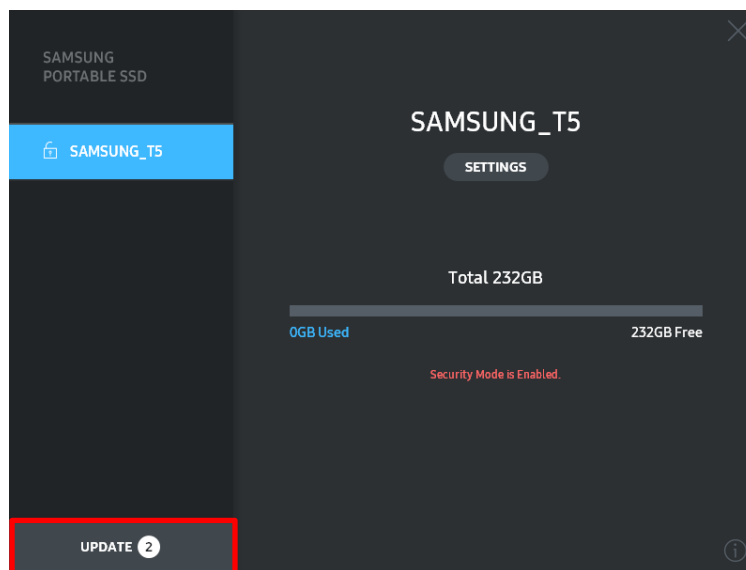 SAMSUNG
PORTABLE SSD
SAMSUNG_T5
SAMSUNG_T5
SETTINGS
Total 232GB
0GB Used
232GB Free
Security Mode is Enabled.
UPDATE 2